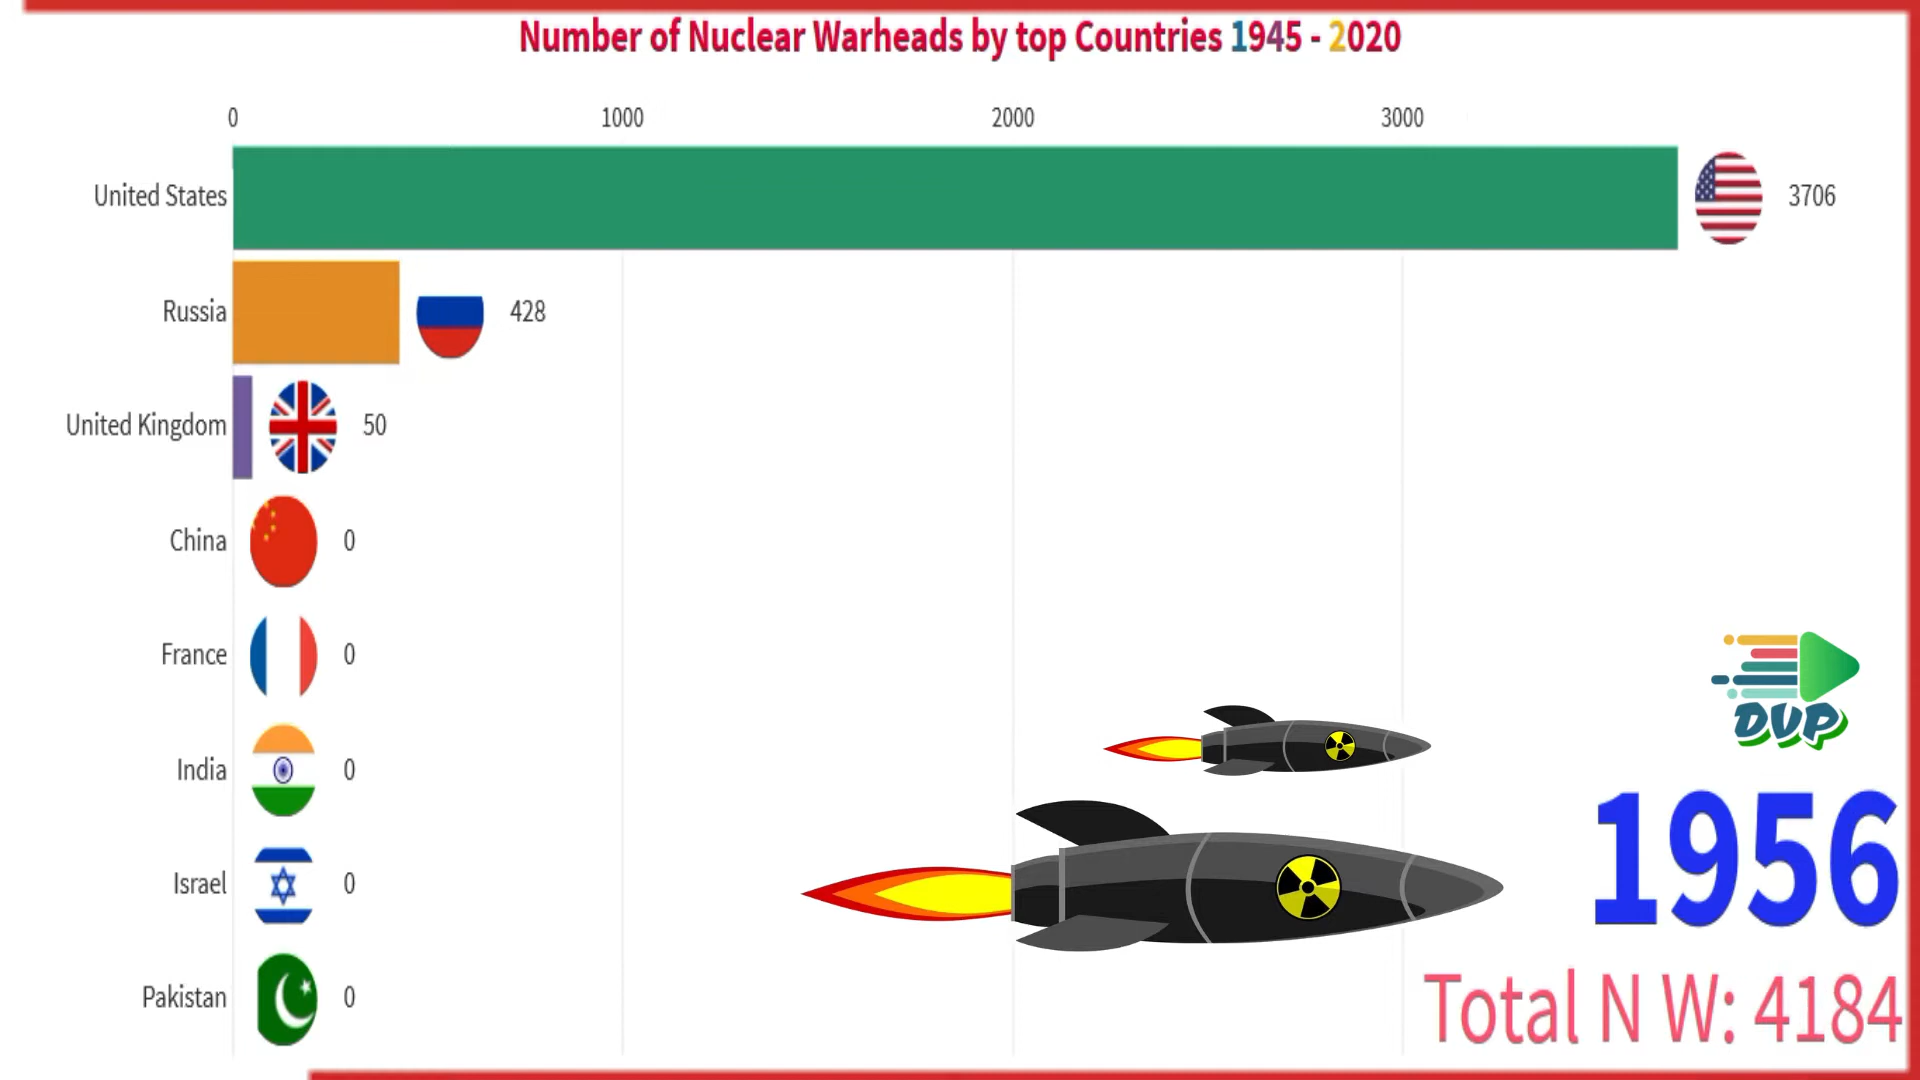 Number of Nuclear Warheads by top Countries 1945 - 2020
0 1000 2000 3000
United States 3706
Russia 428
United Kingdom 50
China 0
France 0
India 0
Israel 0
Pakistan 0
DVP
1956
Total N W: 4184